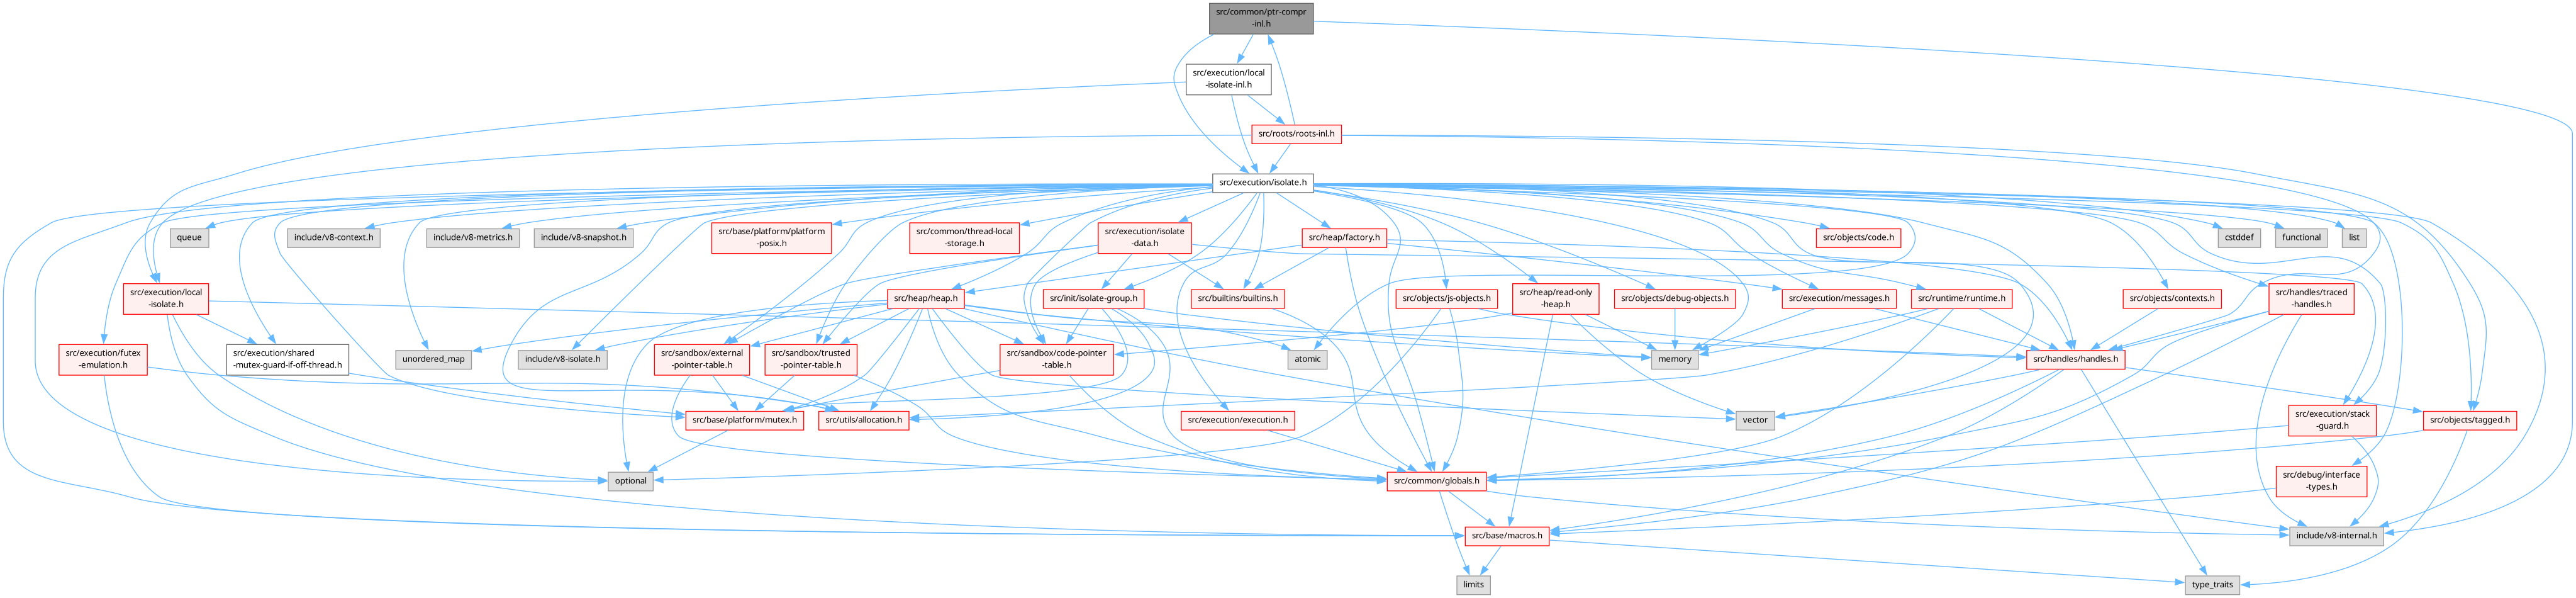 src/common/ptr-compr
-inl.h
src/execution/local
-isolate-inl.h
src/roots/roots-inl.h
src/execution/isolate.h
queue
include/v8-context.h
include/v8-metrics.h
include/v8-snapshot.h
src/base/platform/platform
-posix.h
src/common/thread-local
-storage.h
src/execution/isolate
-data.h
src/heap/factory.h
src/objects/code.h
cstddef
functional
list
src/execution/local
-isolate.h
src/heap/heap.h
src/init/isolate-group.h
src/builtins/builtins.h
src/objects/js-objects.h
src/heap/read-only
-heap.h
src/objects/debug-objects.h
src/execution/messages.h
src/runtime/runtime.h
src/objects/contexts.h
src/handles/traced
-handles.h
src/execution/futex
-emulation.h
src/execution/shared
-mutex-guard-if-off-thread.h
unordered_map
include/v8-isolate.h
src/sandbox/external
-pointer-table.h
src/sandbox/trusted
-pointer-table.h
src/sandbox/code-pointer
-table.h
atomic
memory
src/handles/handles.h
src/base/platform/mutex.h
src/utils/allocation.h
src/execution/execution.h
vector
src/execution/stack
-guard.h
src/objects/tagged.h
optional
src/common/globals.h
src/debug/interface
-types.h
src/base/macros.h
include/v8-internal.h
limits
type_traits